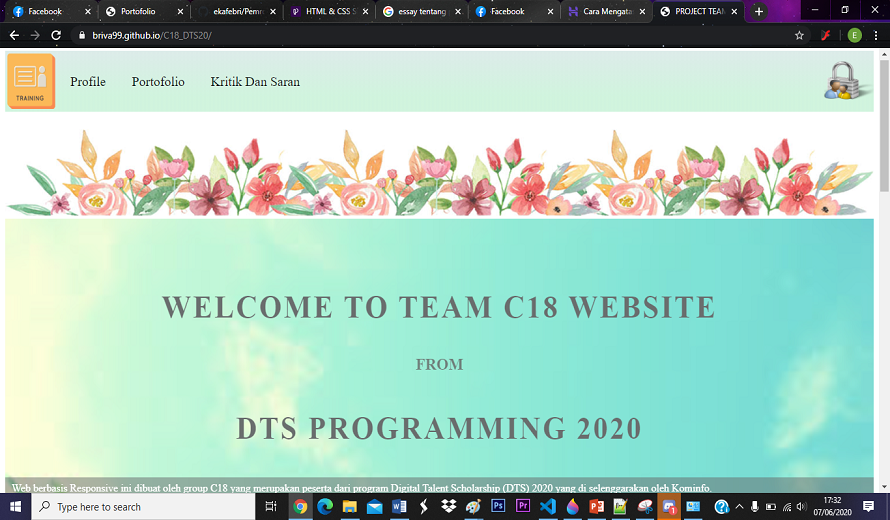 Facebook
Portofolio
ekafebri/Pemro
HTML & CSS S
essay tentang
Facebook
Cara Mengata
PROJECT TEAM
briva99.github.io/C18_DTS20/
E
TRAINING
Profile
Portofolio
Kritik Dan Saran
WELCOME TO TEAM C18 WEBSITE
FROM
DTS PROGRAMMING 2020
Web berbasis Responsive ini dibuat oleh group C18 yang merupakan peserta dari program Digital Talent Scholarship (DTS) 2020 yang di selenggarakan oleh Kominfo.
Type here to search
17:32
07/06/2020